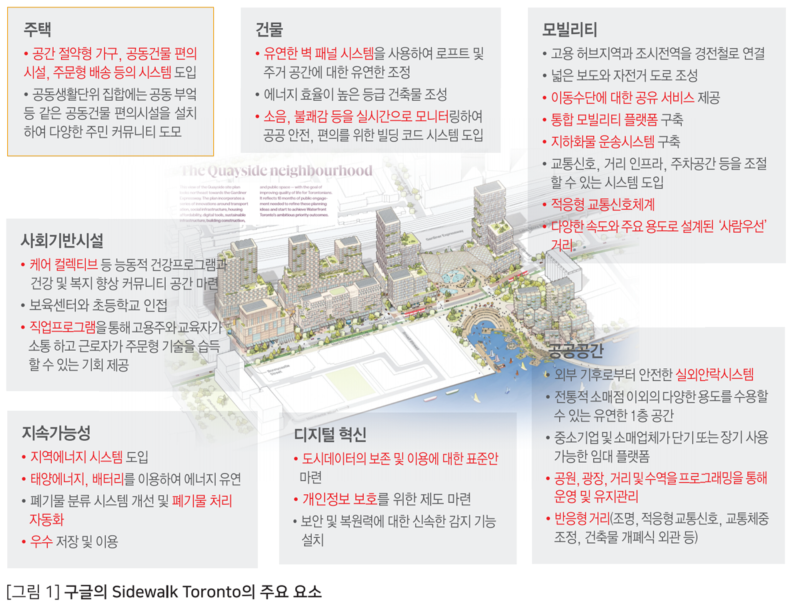 주택
• 공간 절약형 가구, 공동건물 편의
시설, 주문형 배송 등의 시스템 도입
• 공동생활단위 집합에는 공동 부엌
등 같은 공동건물 편의시설을 설치
하여 다양한 주민 커뮤니티 도모
건물
• 유연한 벽 패널 시스템을 사용하여 로프트 및
주거 공간에 대한 유연한 조정
• 에너지 효율이 높은 등급 건축물 조성
• 소음, 불쾌감 등을 실시간으로 모니터링하여
공공 안전, 편의를 위한 빌딩 코드 시스템 도입
모빌리티
• 고용 허브지역과 조시전역을 경전철로 연결
• 넓은 보도와 자전거 도로 조성
• 이동수단에 대한 공유 서비스 제공
• 통합 모빌리티 플랫폼 구축
• 지하화물 운송시스템 구축
• 교통신호, 거리 인프라, 주차공간 등을 조절
할 수 있는 시스템 도입
• 적응형 교통신호체계
• 다양한 속도와 주요 용도로 설계된 ‘사람우선’
거리
The Quayside neighbourhood
사회기반시설
• 케어 컬렉티브 등 능동적 건강프로그램과
건강 및 복지 향상 커뮤니티 공간 마련
• 보육센터와 초등학교 인접
• 직업프로그램을 통해 고용주와 교육자가
소통 하고 근로자가 주문형 기술을 습득
할 수 있는 기회 제공
공공공간
• 외부 기후로부터 안전한 실외안락시스템
• 전통적 소매점 이외의 다양한 용도를 수용할
수 있는 유연한 1층 공간
• 중소기업 및 소매업체가 단기 또는 장기 사용
가능한 임대 플랫폼
• 공원, 광장, 거리 및 수역을 프로그래밍을 통해
운영 및 유지관리
• 반응형 거리(조명, 적응형 교통신호, 교통체중
조정, 건축물 개폐식 외관 등)
지속가능성
• 지역에너지 시스템 도입
• 태양에너지, 배터리를 이용하여 에너지 유연
• 폐기물 분류 시스템 개선 및 폐기물 처리
자동화
• 우수 저장 및 이용
디지털 혁신
• 도시데이터의 보존 및 이용에 대한 표준안
마련
• 개인정보 보호를 위한 제도 마련
• 보안 및 복원력에 대한 신속한 감지 기능
설치
[그림 1] 구글의 Sidewalk Toronto의 주요 요소